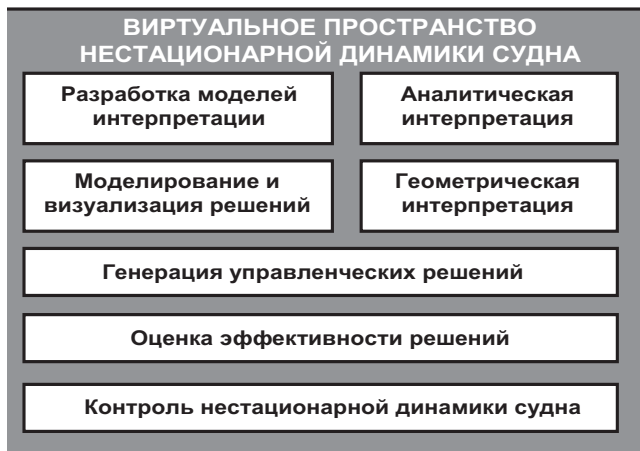 ВИРТУАЛЬНОЕ ПРОСТРАНСТВО
НЕСТАЦИОНАРНОЙ ДИНАМИКИ СУДНА
Разработка моделей
интерпретации
Аналитическая
интерпретация
Моделирование и
визуализация решений
Геометрическая
интерпретация
Генерация управленческих решений
Оценка эффективности решений
Контроль нестационарной динамики судна